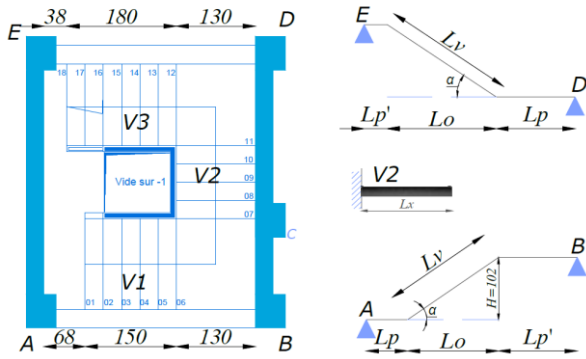 E 38 180 130 D
18 17 16 15 14 13 12
V3
11
10
V2
09
Vide sur -1
08
07
C
V1
01 02 03 04 05 06
A 68 150 130 B
E Lv
α
D
Lp' Lo Lp
V2
Lx
Lv
B
H=102
A α
Lp Lo Lp'